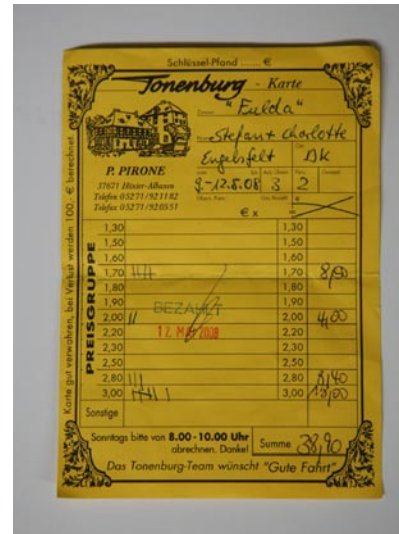 Schlüssel-Pfand ...... €
Tonenburg - Karte
"Fulda"
Stefan + Charlotte
Engelsfelt DK
P. PIRONE
37671 Höxter-Albaxen
Telefon 05271/921182
Telefax 05271/920551
9.-12.5.08 3 2
€ x
1,30 1,30
1,50 1,50
1,60 1,60
1,70 1,70
1,80 1,80
1,90 1,90
2,00 2,00 4,00
2,20 2,20
2,30 2,30
2,50 2,50
2,80 2,80 8,40
3,00 3,00
PREISGRUPPE
BEZAHLT
12. MAI 2008
Sonstige
Sonntags bitte von 8.00 - 10.00 Uhr
abrechnen. Danke!
Summe 38,90
Das Tonenburg-Team wünscht "Gute Fahrt"
Karte gut verwahren, bei Verlust werden 100,- € berechnet